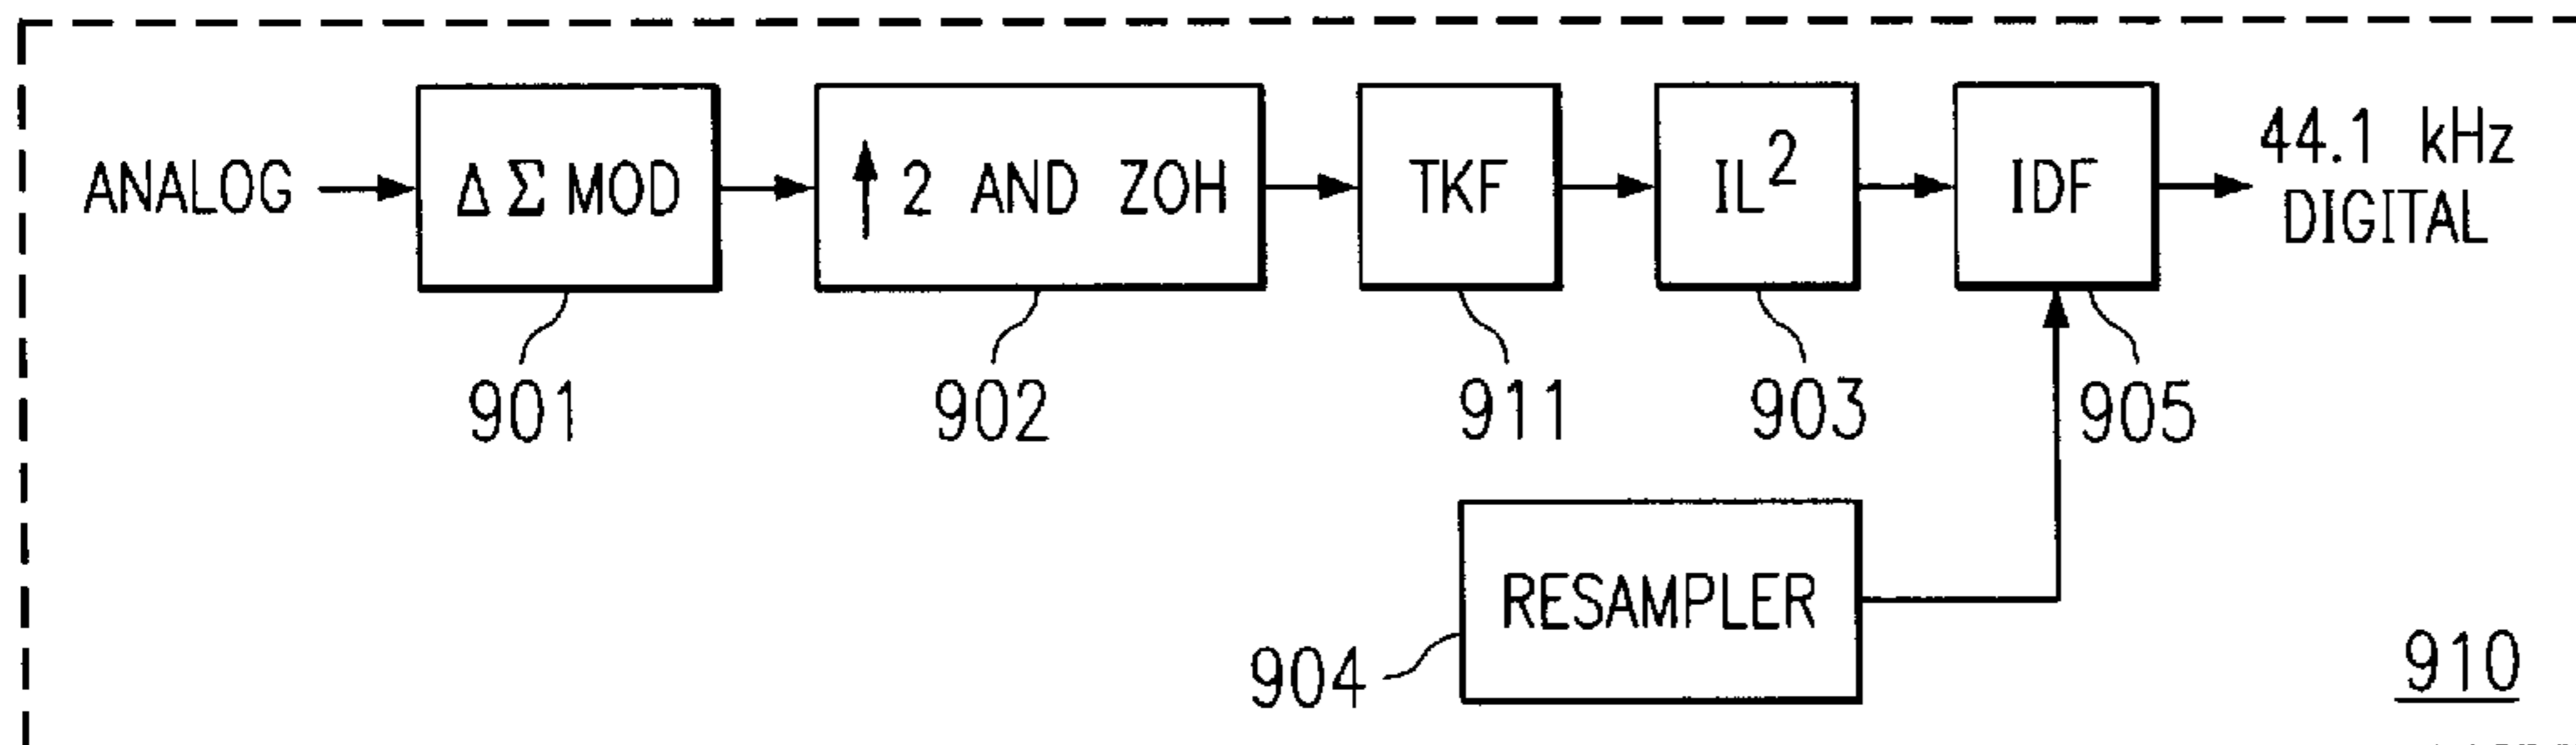 ANALOG
ΔΣ MOD
↑ 2 AND ZOH
TKF
IL²
IDF
44.1 kHz
DIGITAL
901
902
911
903
905
RESAMPLER
904
910